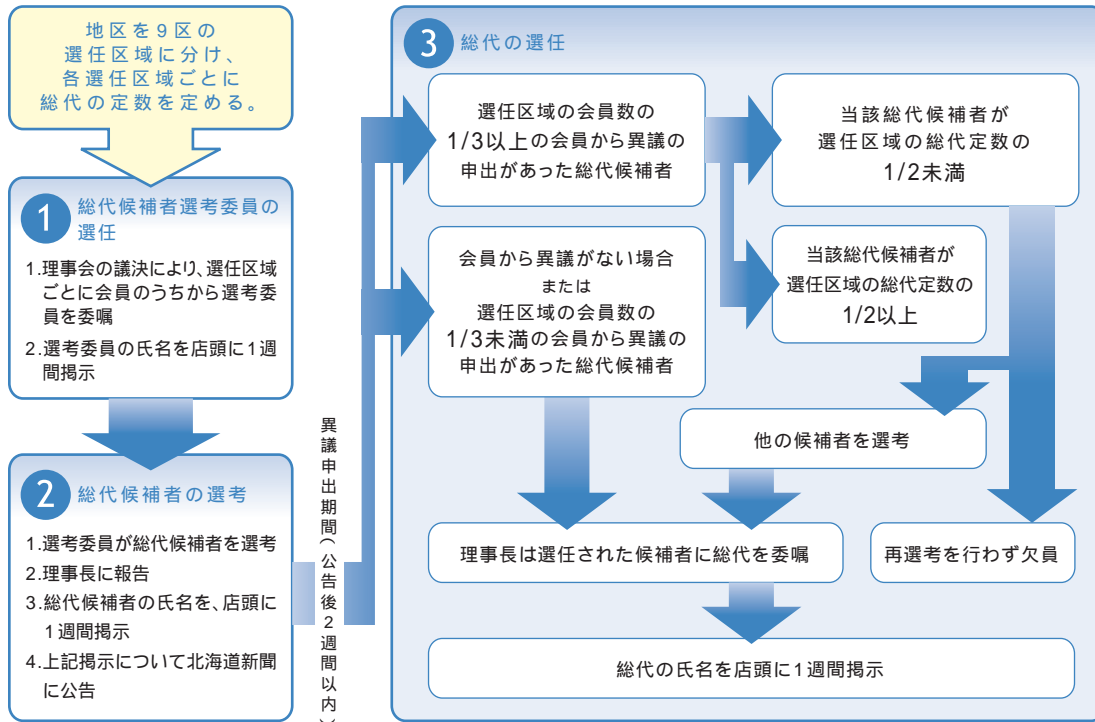 地区を9区の
選任区域に分け、
各選任区域ごとに
総代の定数を定める。
1 総代候補者選考委員の
選任
1.理事会の議決により、選任区域
ごとに会員のうちから選考委
員を委嘱
2.選考委員の氏名を店頭に1週
間掲示
2 総代候補者の選考
1.選考委員が総代候補者を選考
2.理事長に報告
3.総代候補者の氏名を、店頭に
1週間掲示
4.上記掲示について北海道新聞
に公告
異議申出期間(公告後2週間以内)
3 総代の選任
選任区域の会員数の
1/3以上の会員から異議の
申出があった総代候補者
当該総代候補者が
選任区域の総代定数の
1/2未満
会員から異議がない場合
または
選任区域の会員数の
1/3未満の会員から異議の
申出があった総代候補者
当該総代候補者が
選任区域の総代定数の
1/2以上
他の候補者を選考
理事長は選任された候補者に総代を委嘱
再選考を行わず欠員
総代の氏名を店頭に1週間掲示